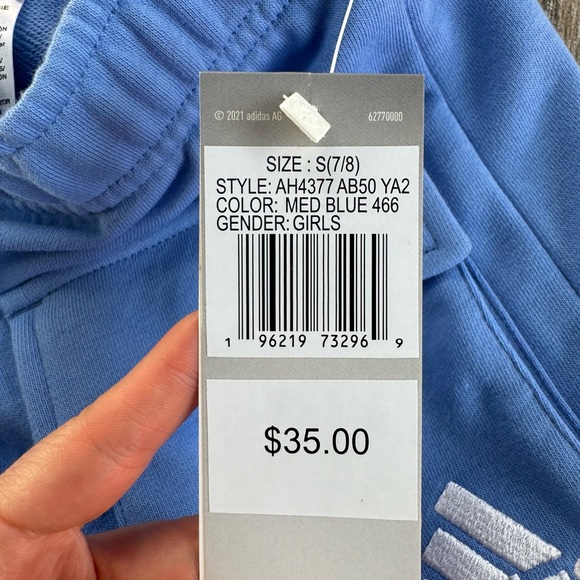 © 2021 adidas AG 62770000
SIZE : S(7/8)
STYLE: AH4377 AB50 YA2
COLOR: MED BLUE 466
GENDER: GIRLS
1 96219 73296 9
$35.00